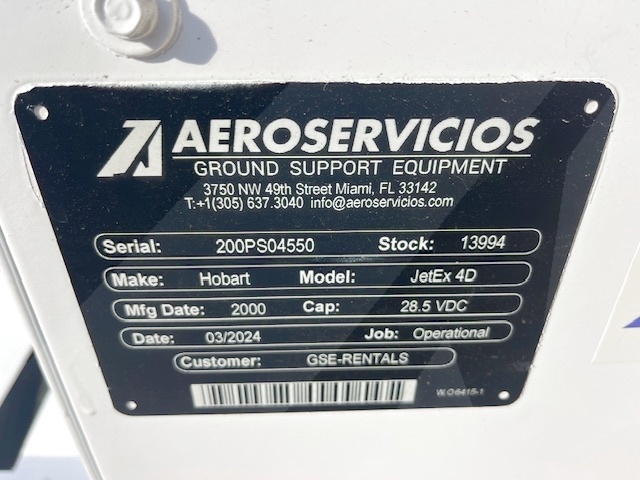 AEROSERVICIOS
GROUND SUPPORT EQUIPMENT
3750 NW 49th Street Miami, FL 33142
T:+1(305) 637.3040 info@aeroservicios.com
Serial: 200PS04550 Stock: 13994
Make: Hobart Model: JetEx 4D
Mfg Date: 2000 Cap: 28.5 VDC
Date: 03/2024 Job: Operational
Customer: GSE-RENTALS
W.O 6415-1